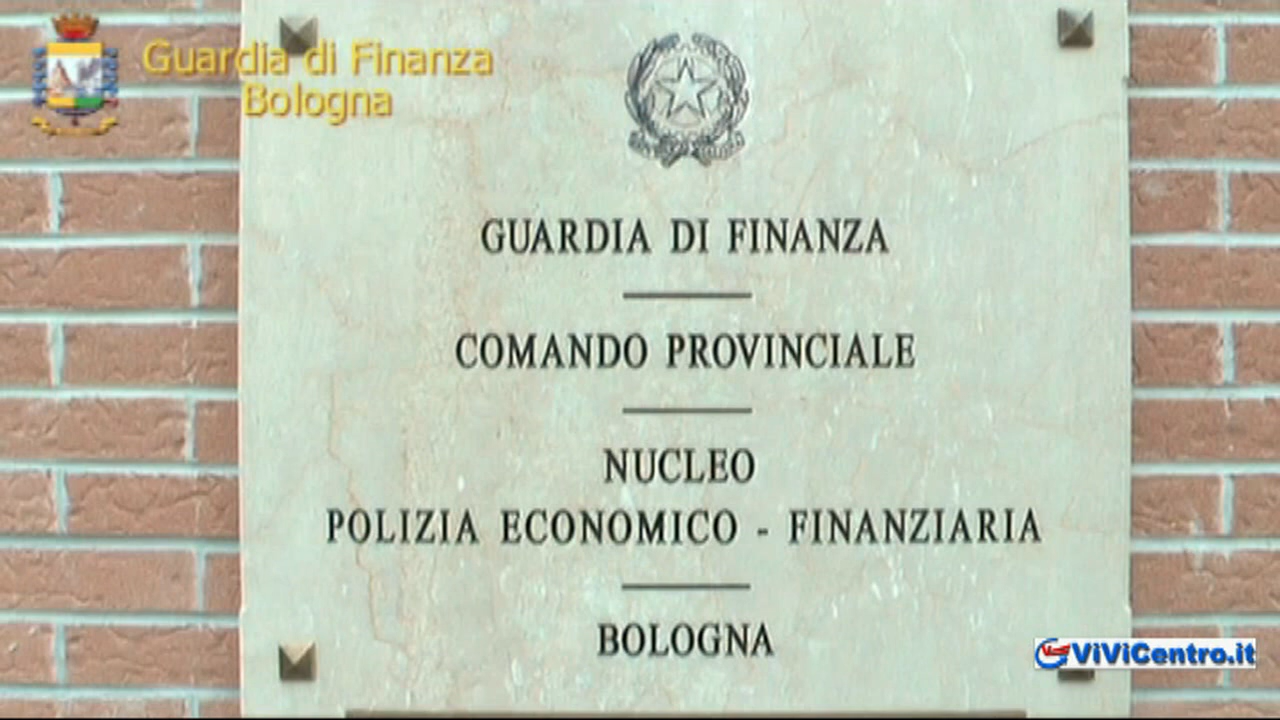 Guardia di Finanza
Bologna
GUARDIA DI FINANZA
COMANDO PROVINCIALE
NUCLEO
POLIZIA ECONOMICO - FINANZIARIA
BOLOGNA
ViViCentro.it